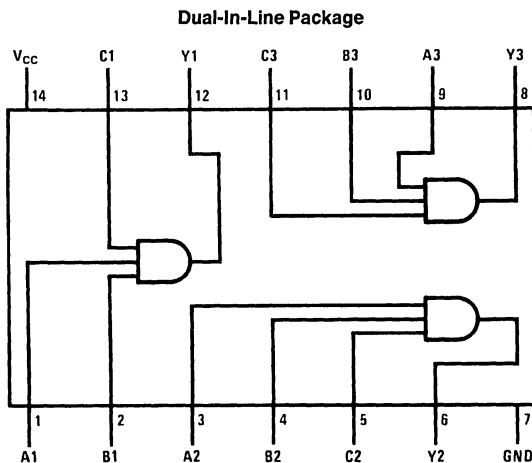 Dual-In-Line Package
VCC C1 Y1 C3 B3 A3 Y3
14 13 12 11 10 9 8
1 2 3 4 5 6 7
A1 B1 A2 B2 C2 Y2 GND